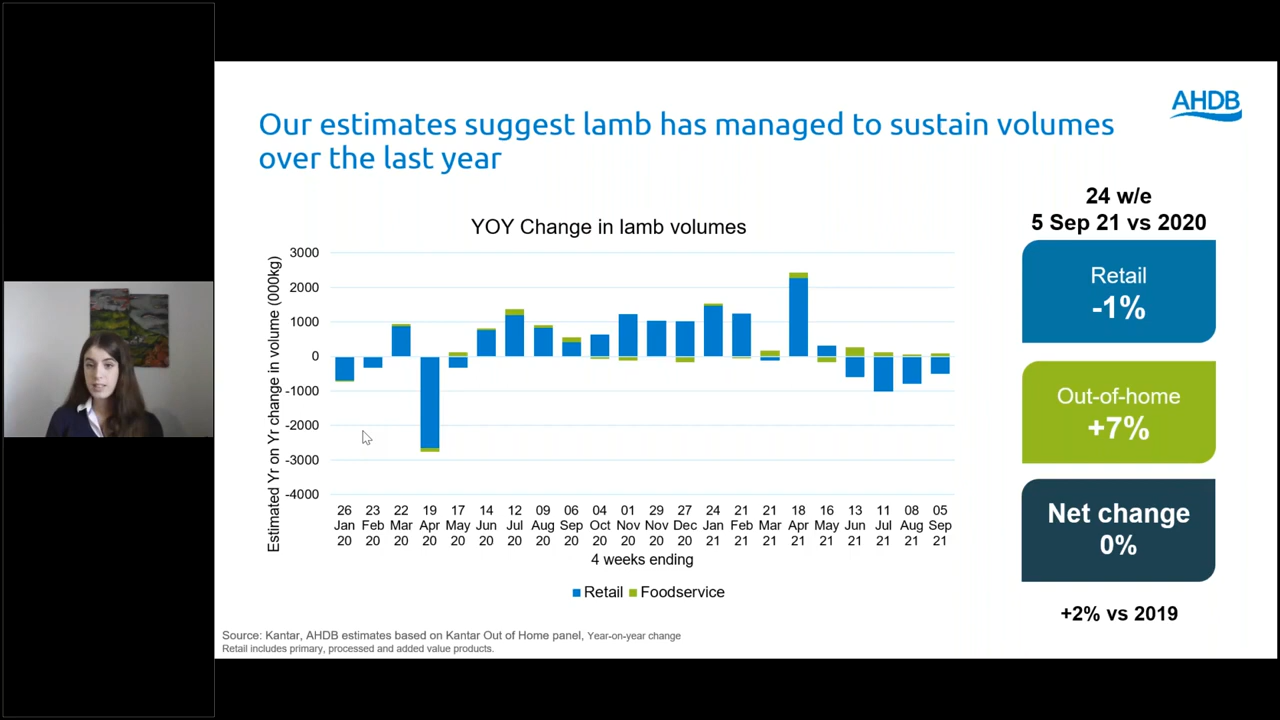 AHDB
Our estimates suggest lamb has managed to sustain volumes
over the last year
24 w/e
5 Sep 21 vs 2020
YOY Change in lamb volumes
Estimated Yr on Yr change in volume (000kg)
3000
2000
1000
0
-1000
-2000
-3000
-4000
26 23 22 19 17 14 12 09 06 04 01 29 27 24 21 21 18 16 13 11 08 05
Jan Feb Mar Apr May Jun Jul Aug Sep Oct Nov Nov Dec Jan Feb Mar Apr May Jun Jul Aug Sep
20 20 20 20 20 20 20 20 20 20 20 20 20 21 21 21 21 21 21 21 21 21
4 weeks ending
Retail Foodservice
Retail
-1%
Out-of-home
+7%
Net change
0%
+2% vs 2019
Source: Kantar, AHDB estimates based on Kantar Out of Home panel, Year-on-year change
Retail includes primary, processed and added value products.